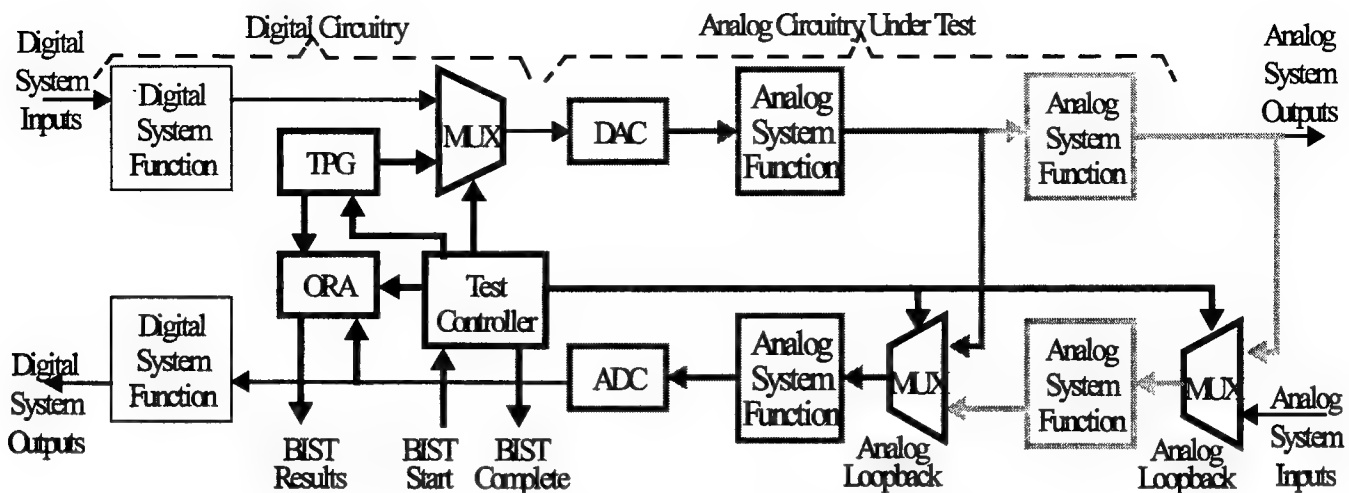 Digital Circuitry
Analog Circuitry Under Test
Digital
System
Inputs
Digital
System
Function
TPG
MUX
DAC
Analog
System
Function
Analog
System
Function
Analog
System
Outputs
ORA
Test
Controller
Digital
System
Outputs
Digital
System
Function
ADC
Analog
System
Function
MUX
Analog
System
Function
MUX
Analog
System
Inputs
BIST
Results
BIST
Start
BIST
Complete
Analog
Loopback
Analog
Loopback